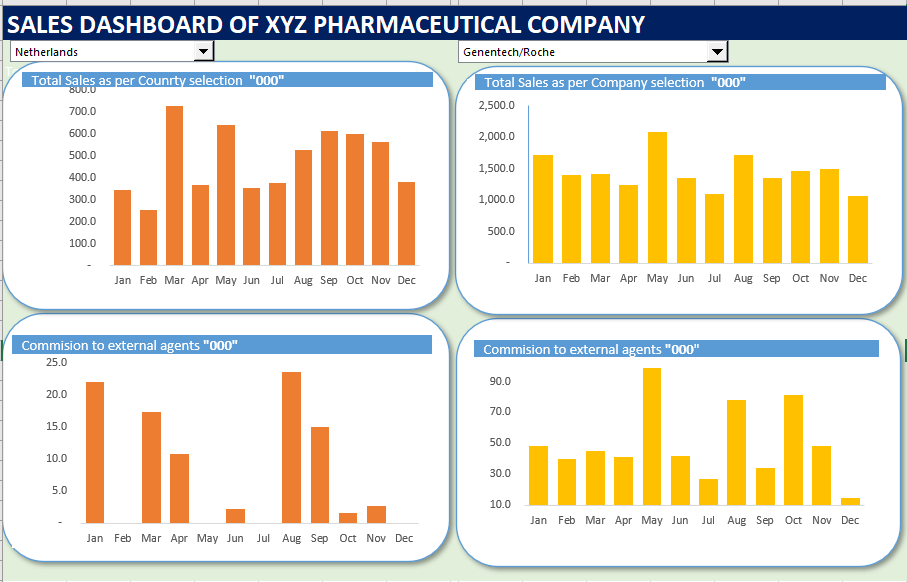 SALES DASHBOARD OF XYZ PHARMACEUTICAL COMPANY
Netherlands
Genentech/Roche
Total Sales as per Counrty selection "000"
800.0
700.0
600.0
500.0
400.0
300.0
200.0
100.0
-
Jan Feb Mar Apr May Jun Jul Aug Sep Oct Nov Dec
Total Sales as per Company selection "000"
2,500.0
2,000.0
1,500.0
1,000.0
500.0
-
Jan Feb Mar Apr May Jun Jul Aug Sep Oct Nov Dec
Commision to external agents "000"
25.0
20.0
15.0
10.0
5.0
-
Jan Feb Mar Apr May Jun Jul Aug Sep Oct Nov Dec
Commision to external agents "000"
90.0
70.0
50.0
30.0
10.0
Jan Feb Mar Apr May Jun Jul Aug Sep Oct Nov Dec